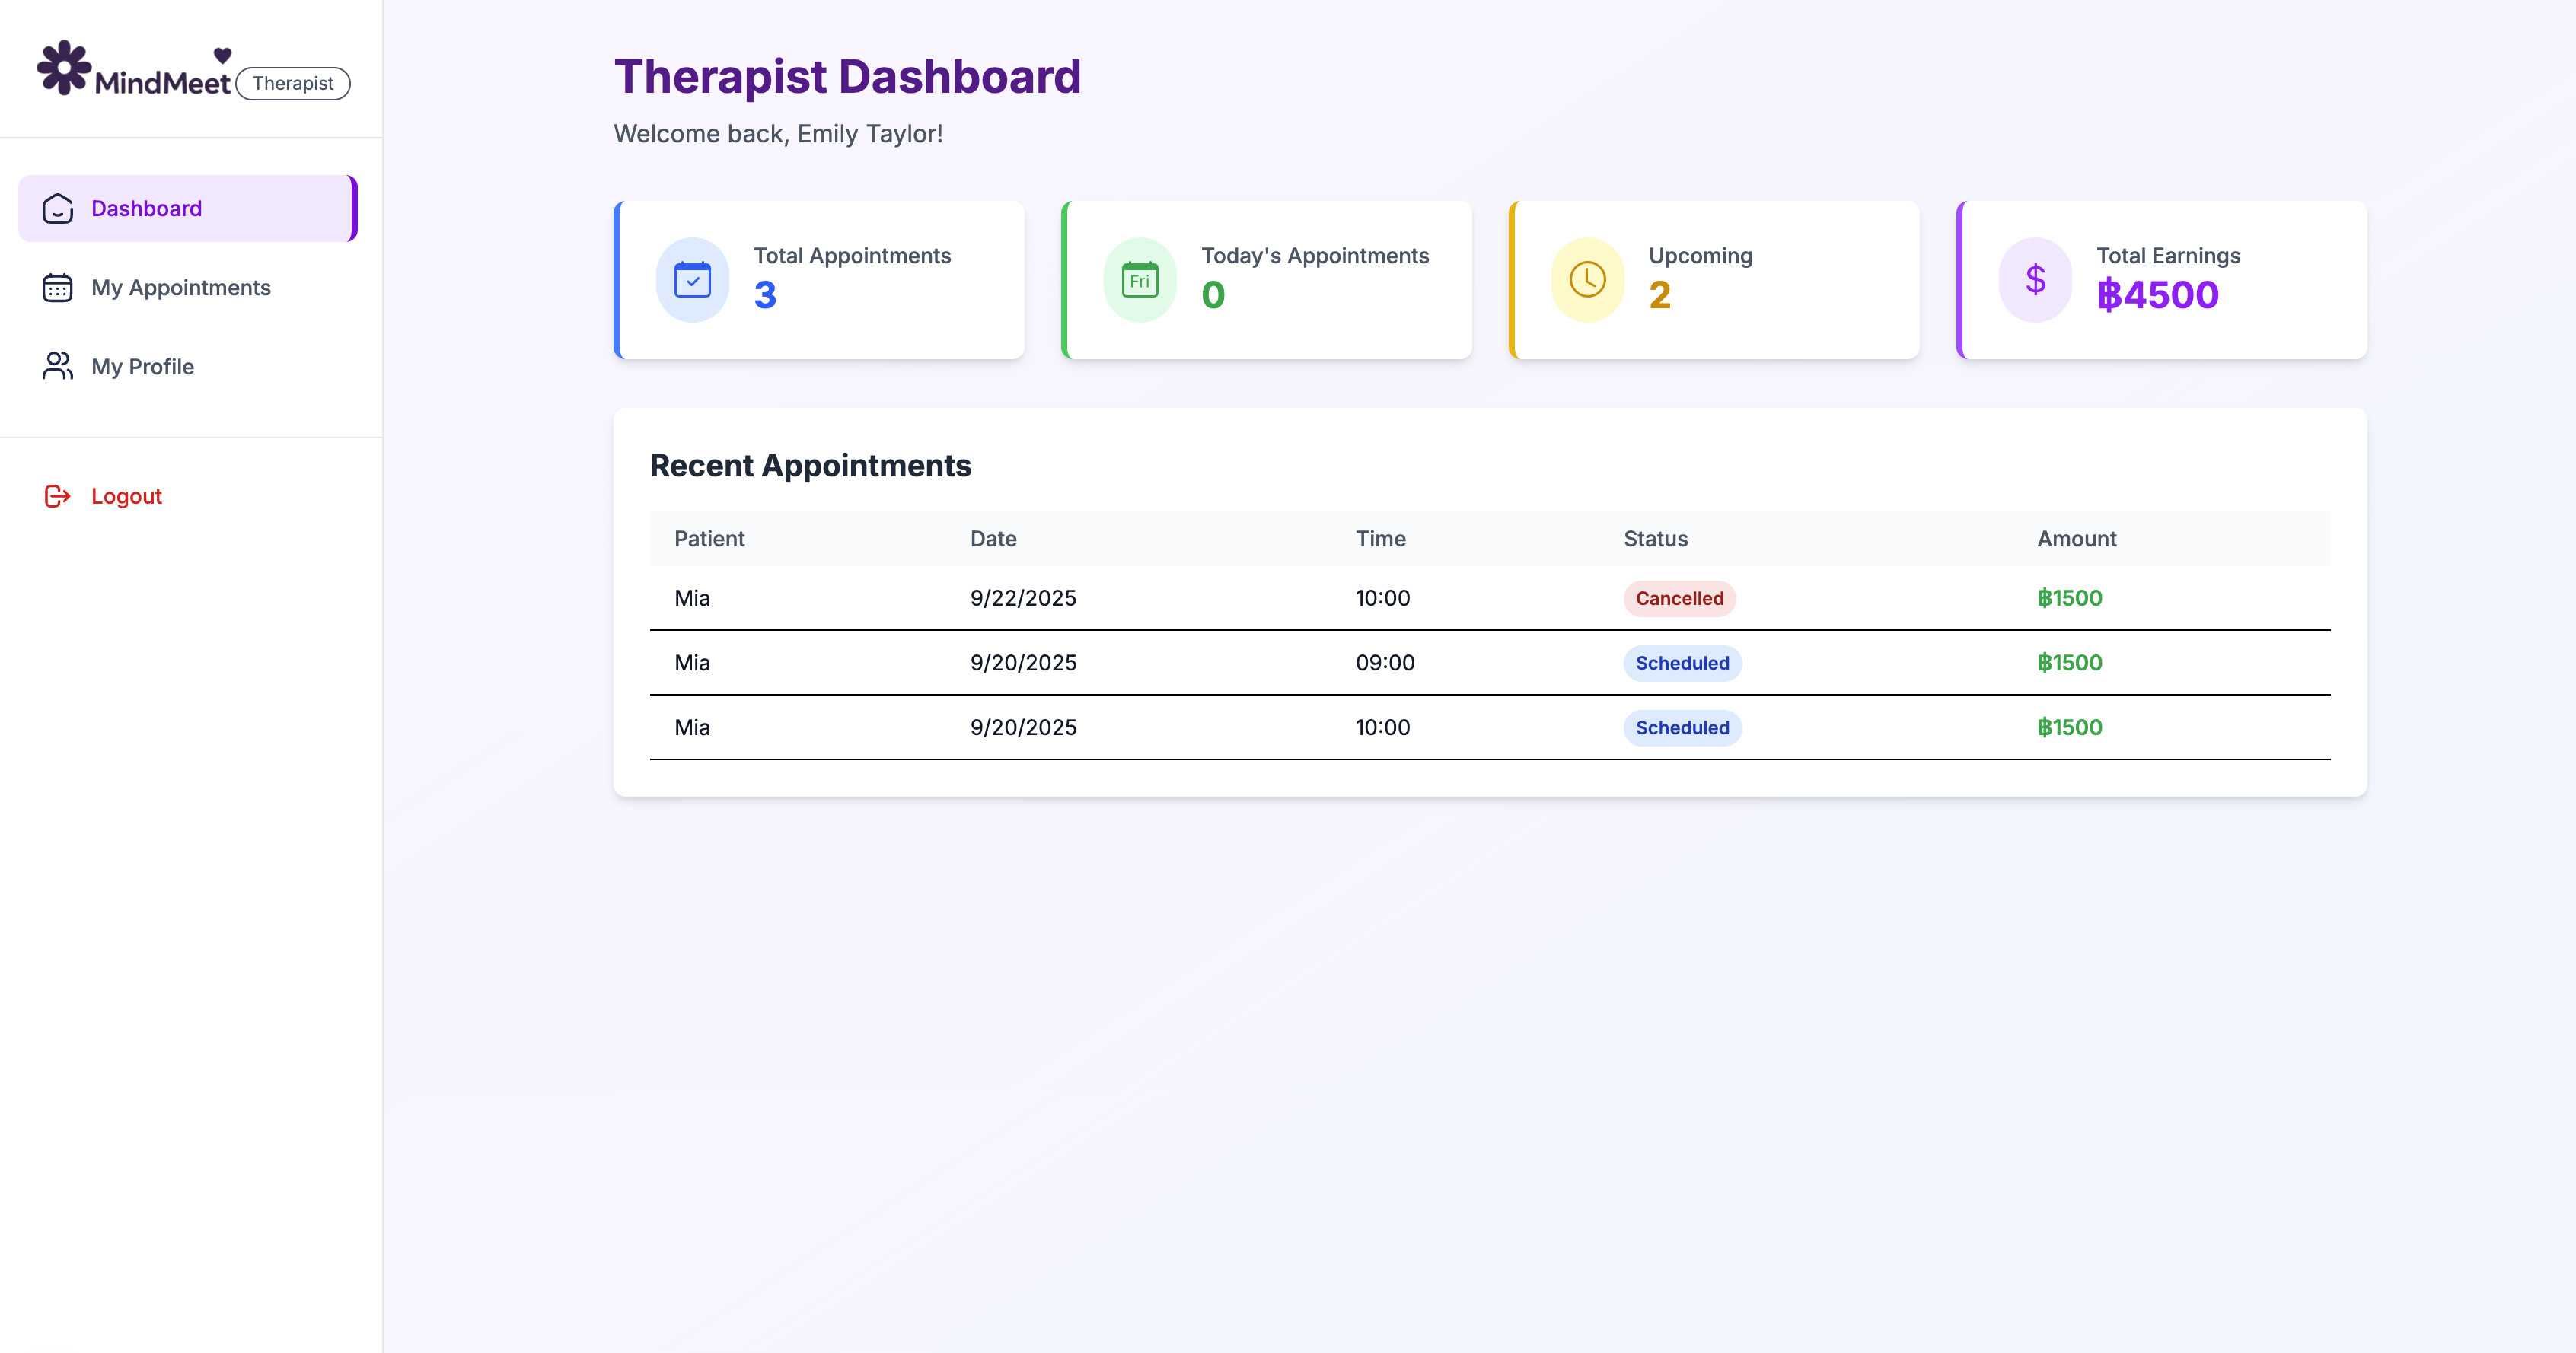 MindMeet Therapist
Dashboard
My Appointments
My Profile
Logout
Therapist Dashboard
Welcome back, Emily Taylor!
Total Appointments
3
Fri
Today's Appointments
0
Upcoming
2
$
Total Earnings
฿4500
Recent Appointments
Patient Date Time Status Amount
Mia 9/22/2025 10:00 Cancelled ฿1500
Mia 9/20/2025 09:00 Scheduled ฿1500
Mia 9/20/2025 10:00 Scheduled ฿1500